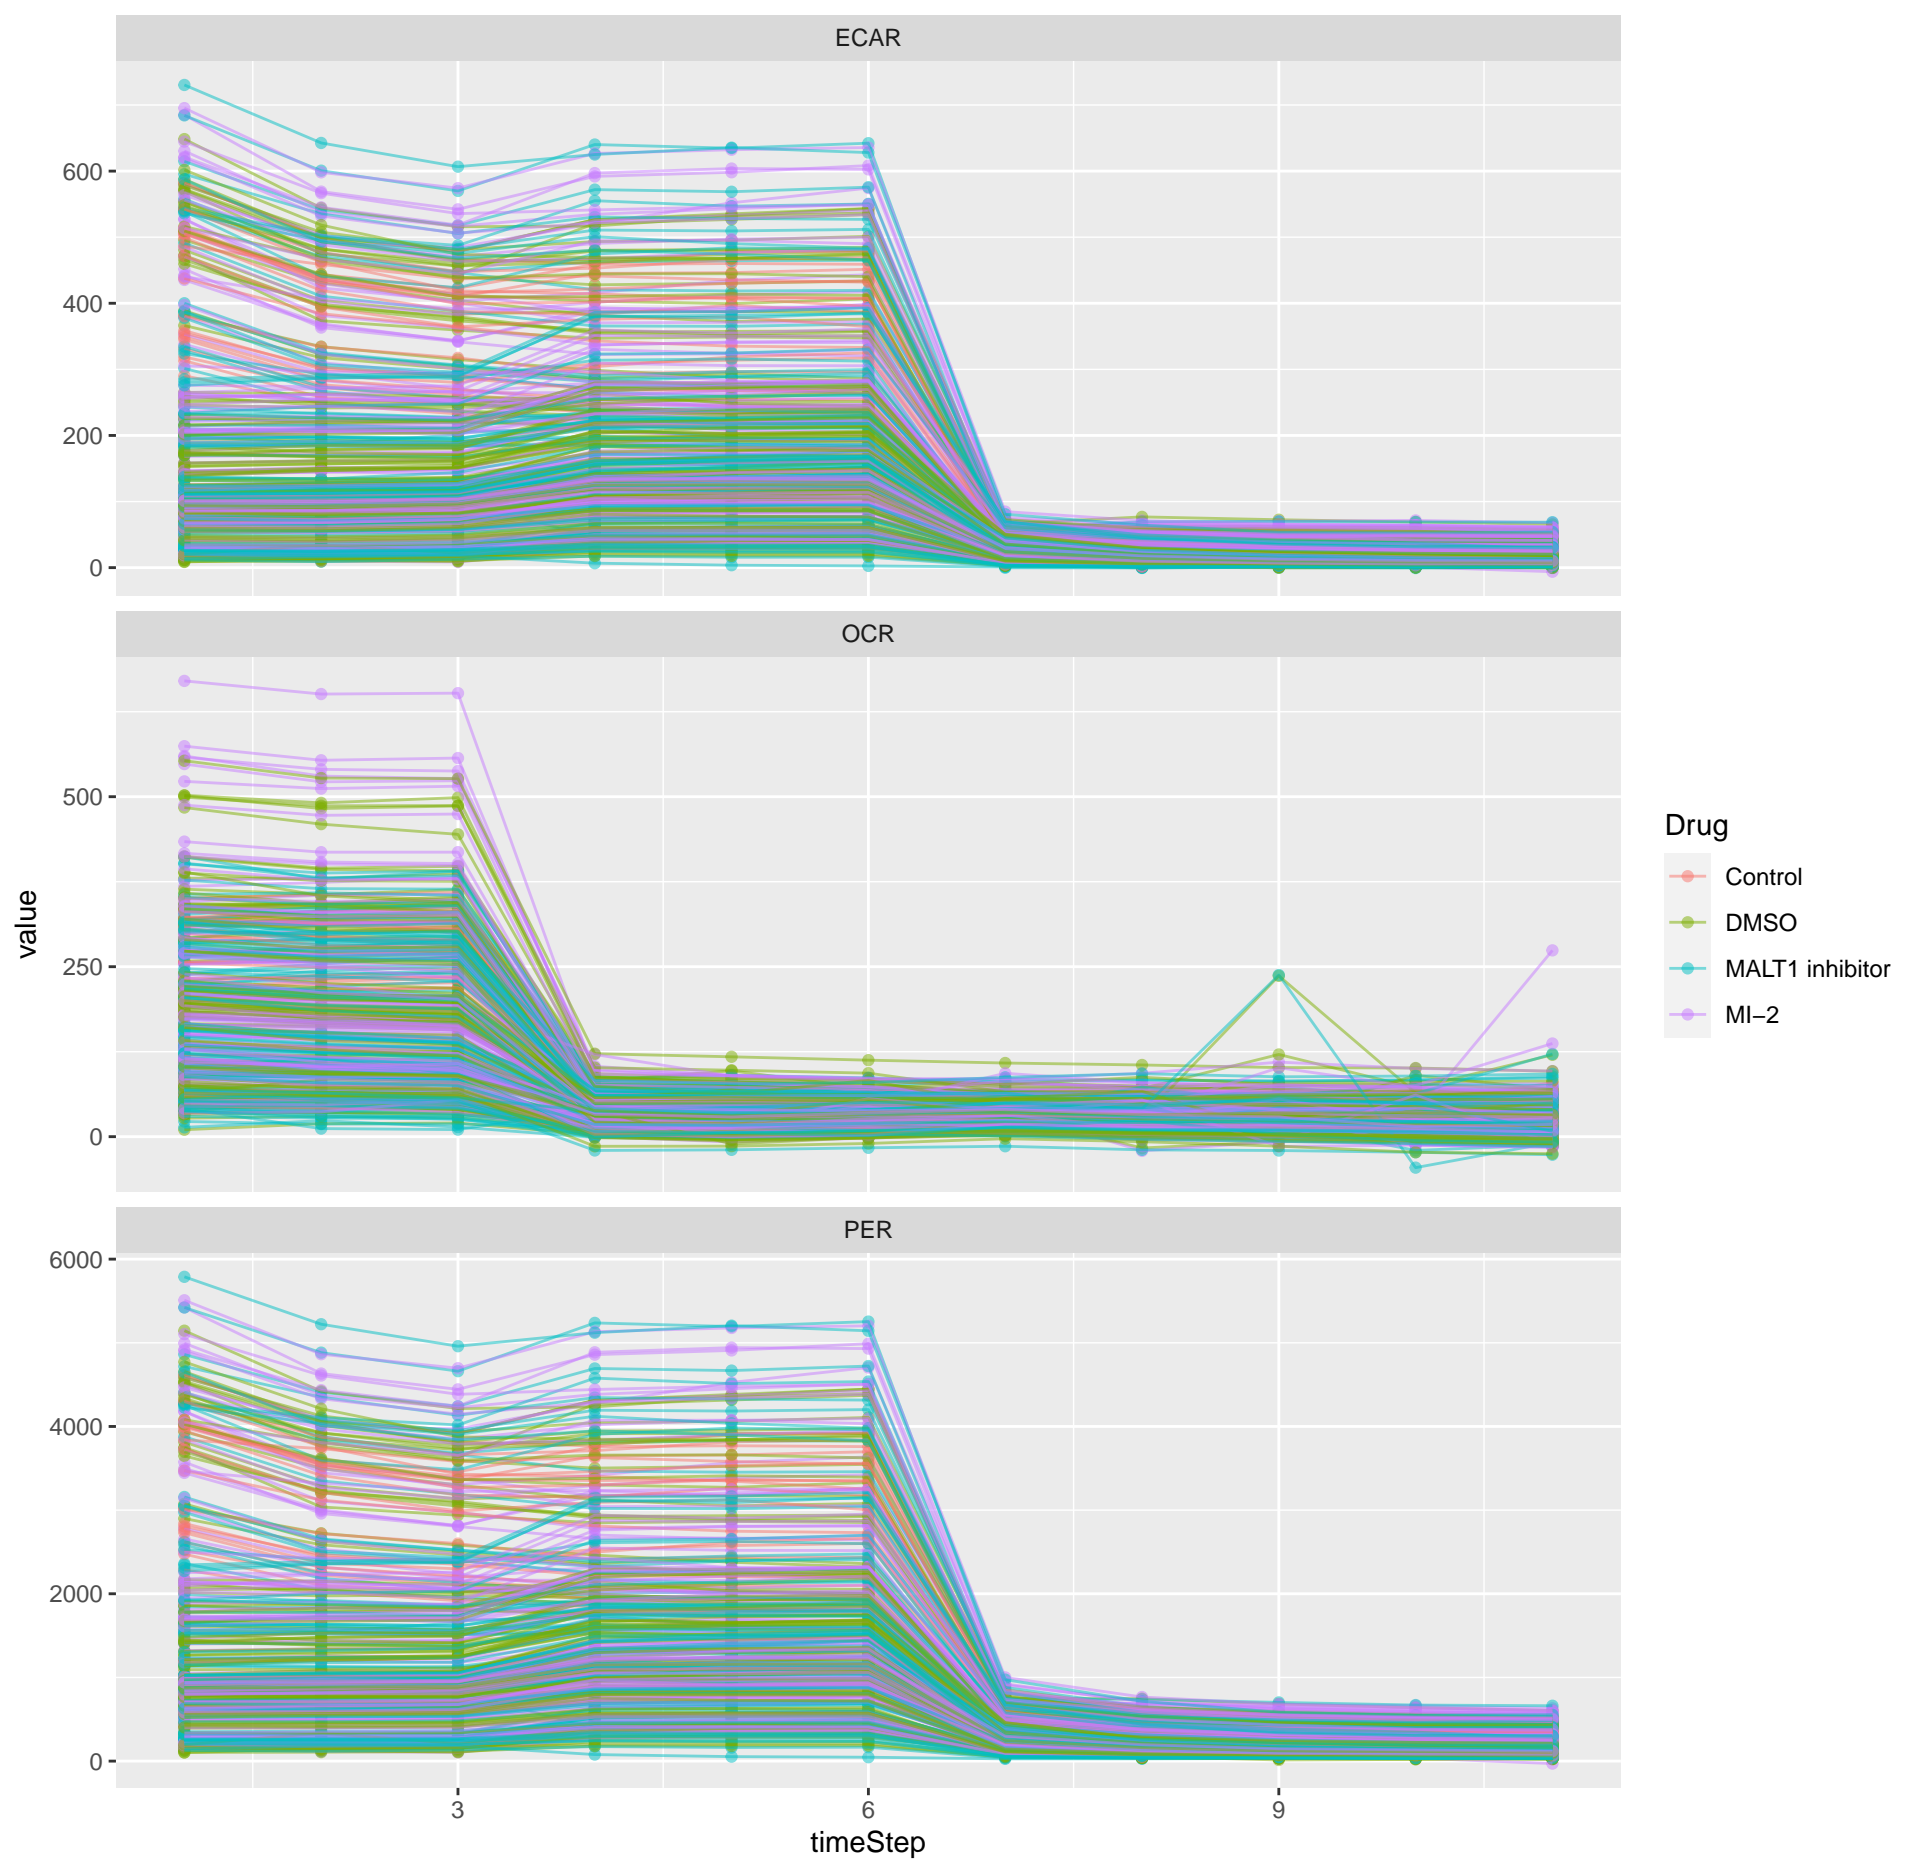 ECAR
600
400
200
0
OCR
500
250
0
value
PER
6000
4000
2000
0
3
6
9
timeStep
Drug
Control
DMSO
MALT1 inhibitor
MI−2